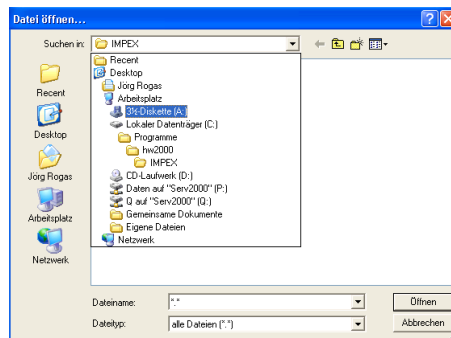 Datei öffnen...
Suchen in:
IMPEX
Recent
Desktop
Jörg Rogas
Arbeitsplatz
3½-Diskette (A:)
Lokaler Datenträger (C:)
Programme
hw2000
IMPEX
CD-Laufwerk (D:)
Daten auf "Serv2000" (P:)
Q auf "Serv2000" (Q:)
Gemeinsame Dokumente
Eigene Dateien
Netzwerk
Recent
Desktop
Jörg Rogas
Arbeitsplatz
Netzwerk
Dateiname:
*.*
Öffnen
Dateityp:
alle Dateien (*.*)
Abbrechen